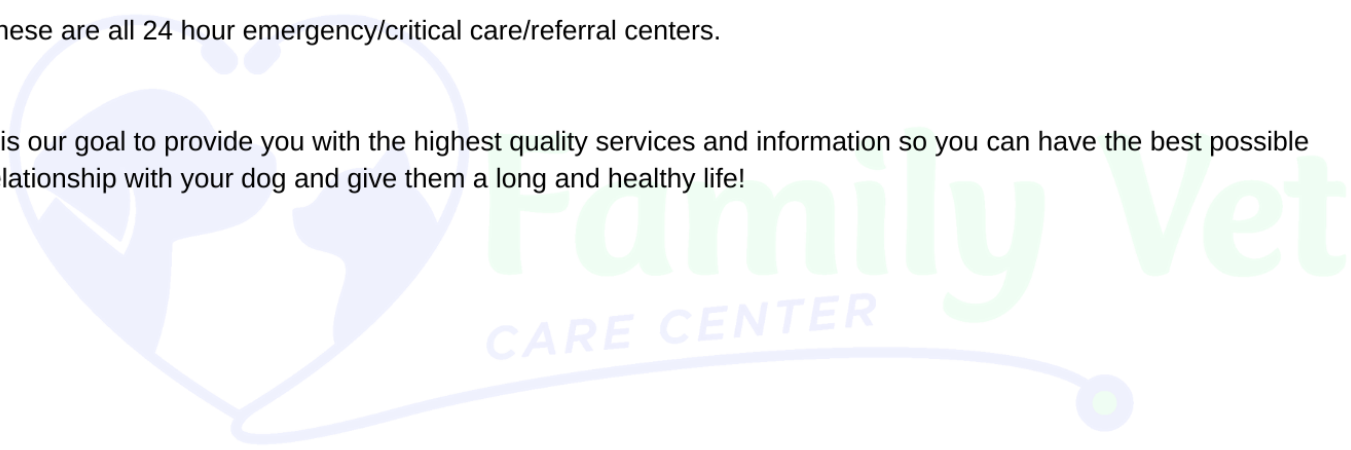 hese are all 24 hour emergency/critical care/referral centers.
is our goal to provide you with the highest quality services and information so you can have the best possible
elationship with your dog and give them a long and healthy life!
Family Vet
CARE CENTER